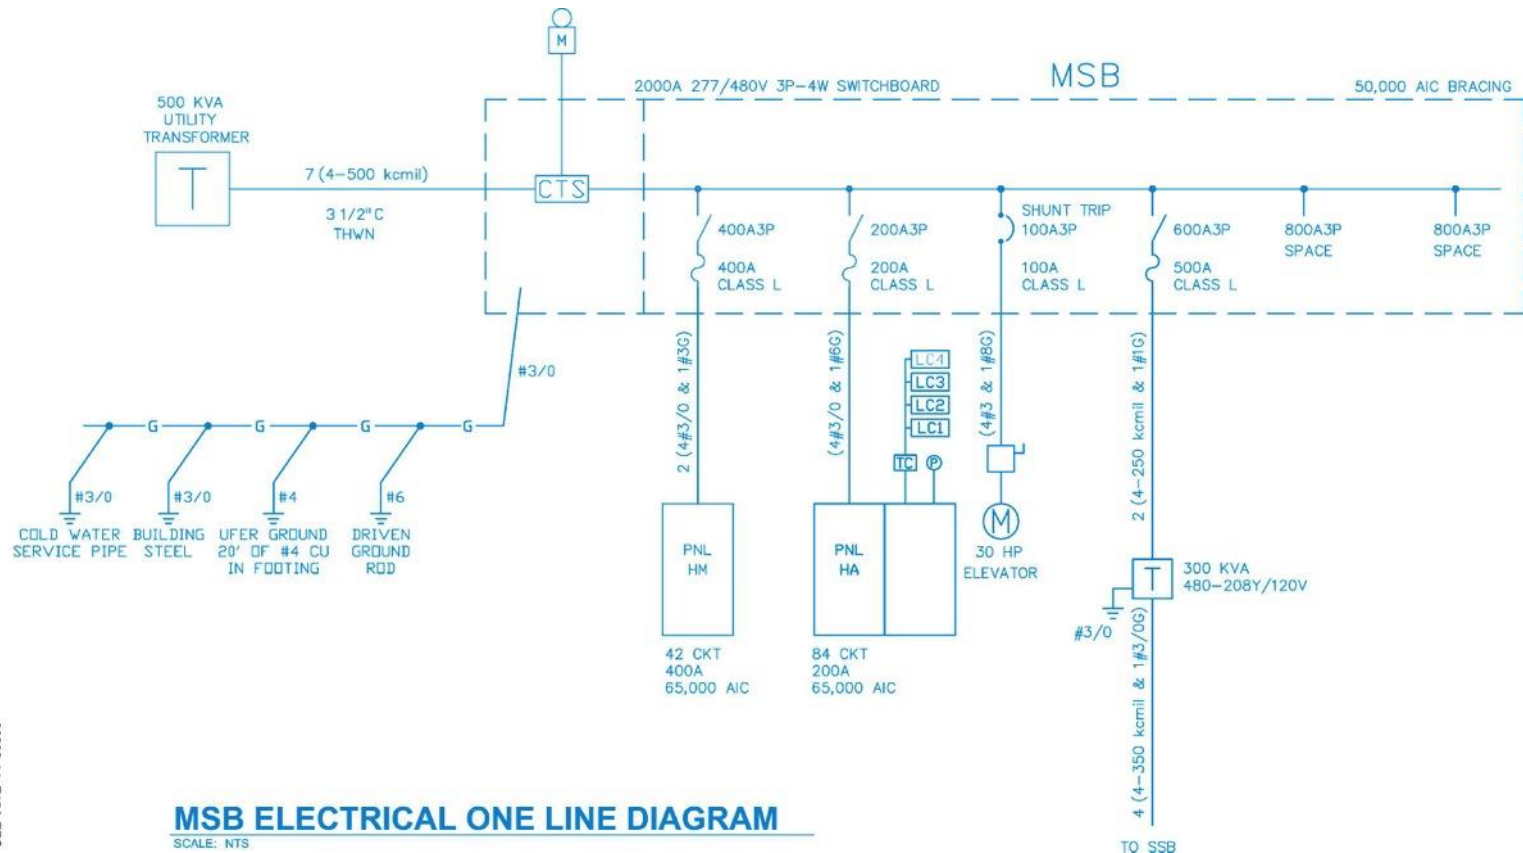 M
2000A 277/480V 3P-4W SWITCHBOARD
MSB
50,000 AIC BRACING
500 KVA
UTILITY
TRANSFORMER
T
7 (4-500 kcmil)
3 1/2" C
THWN
CTS
400A3P
400A
CLASS L
200A3P
200A
CLASS L
SHUNT TRIP
100A3P
100A
CLASS L
600A3P
500A
CLASS L
800A3P
SPACE
800A3P
SPACE
#3/0
G
G
G
G
#3/0
#3/0
#4
#6
COLD WATER
SERVICE PIPE
BUILDING
STEEL
UFER GROUND
20' OF #4 CU
IN FOOTING
DRIVEN
GROUND
ROD
2 (4#3/0 & 1#3G)
PNL
HM
42 CKT
400A
65,000 AIC
(4#3/0 & 1#6G)
LC4
LC3
LC2
LC1
TC
P
PNL
HA
84 CKT
200A
65,000 AIC
(4#3 & 1#8G)
M
30 HP
ELEVATOR
2 (4-250 kcmil & 1#1G)
T
300 KVA
480-208Y/120V
#3/0
4 (4-350 kcmil & 1#3/0G)
TO SSB
MSB ELECTRICAL ONE LINE DIAGRAM
SCALE: NTS